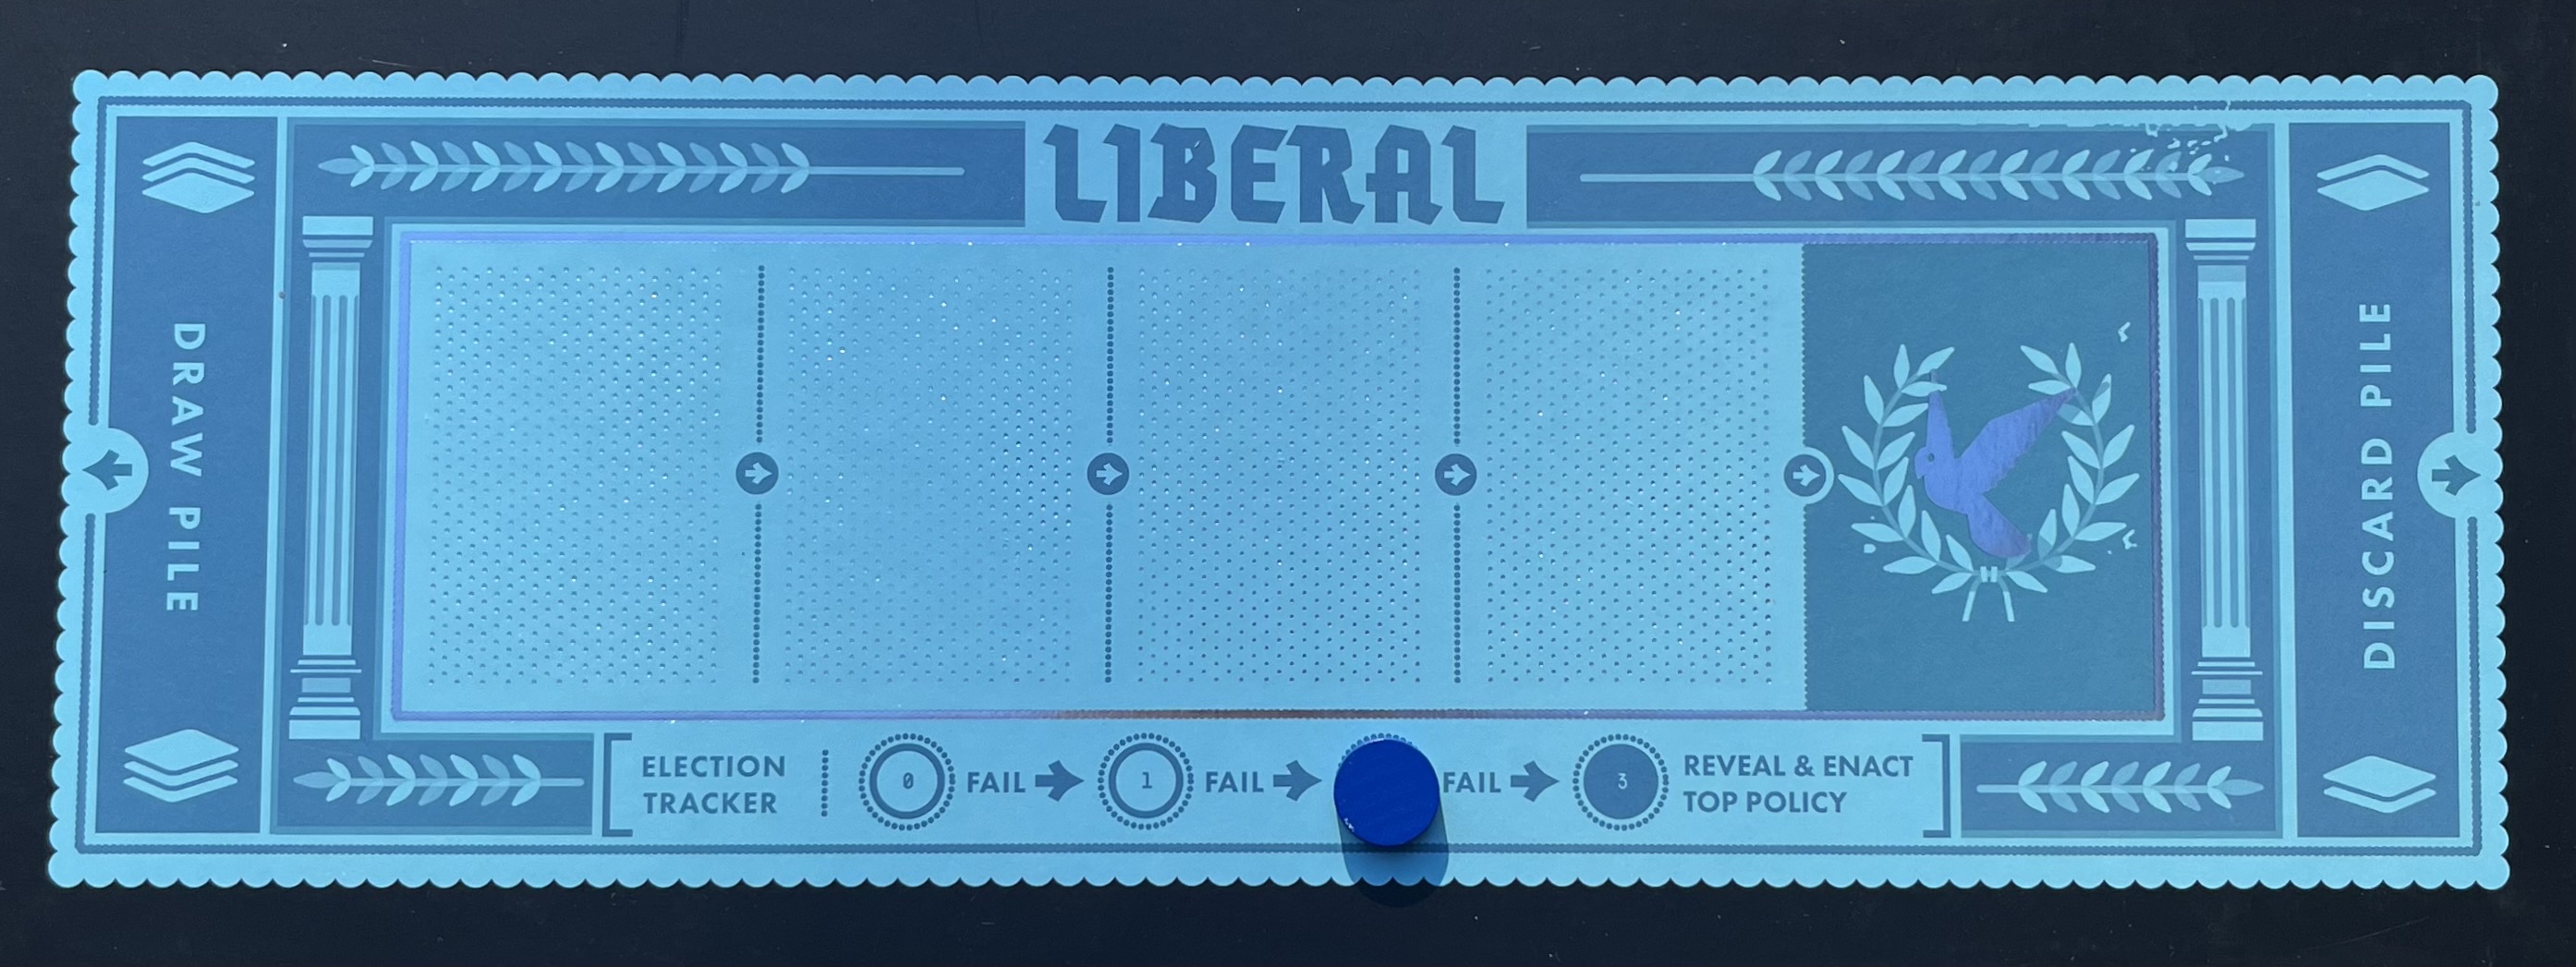 LIBERAL
DRAW PILE
DISCARD PILE
ELECTION
TRACKER
0 FAIL 1 FAIL FAIL 3
REVEAL & ENACT
TOP POLICY